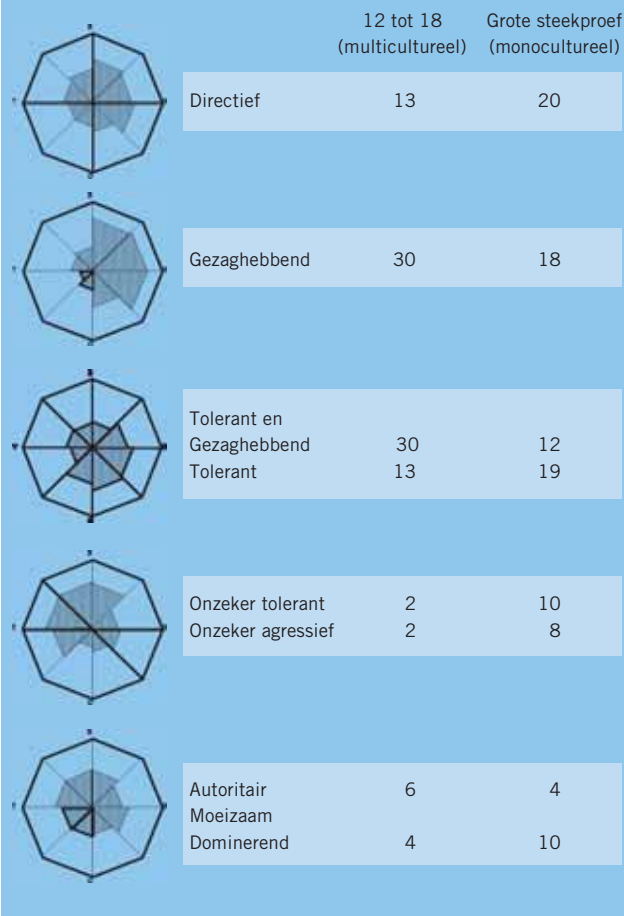 12 tot 18 Grote steekproef
(multicultureel) (monocultureel)
Directief 13 20
Gezaghebbend 30 18
Tolerant en
Gezaghebbend 30 12
Tolerant 13 19
Onzeker tolerant 2 10
Onzeker agressief 2 8
Autoritair 6 4
Moeizaam
Dominerend 4 10